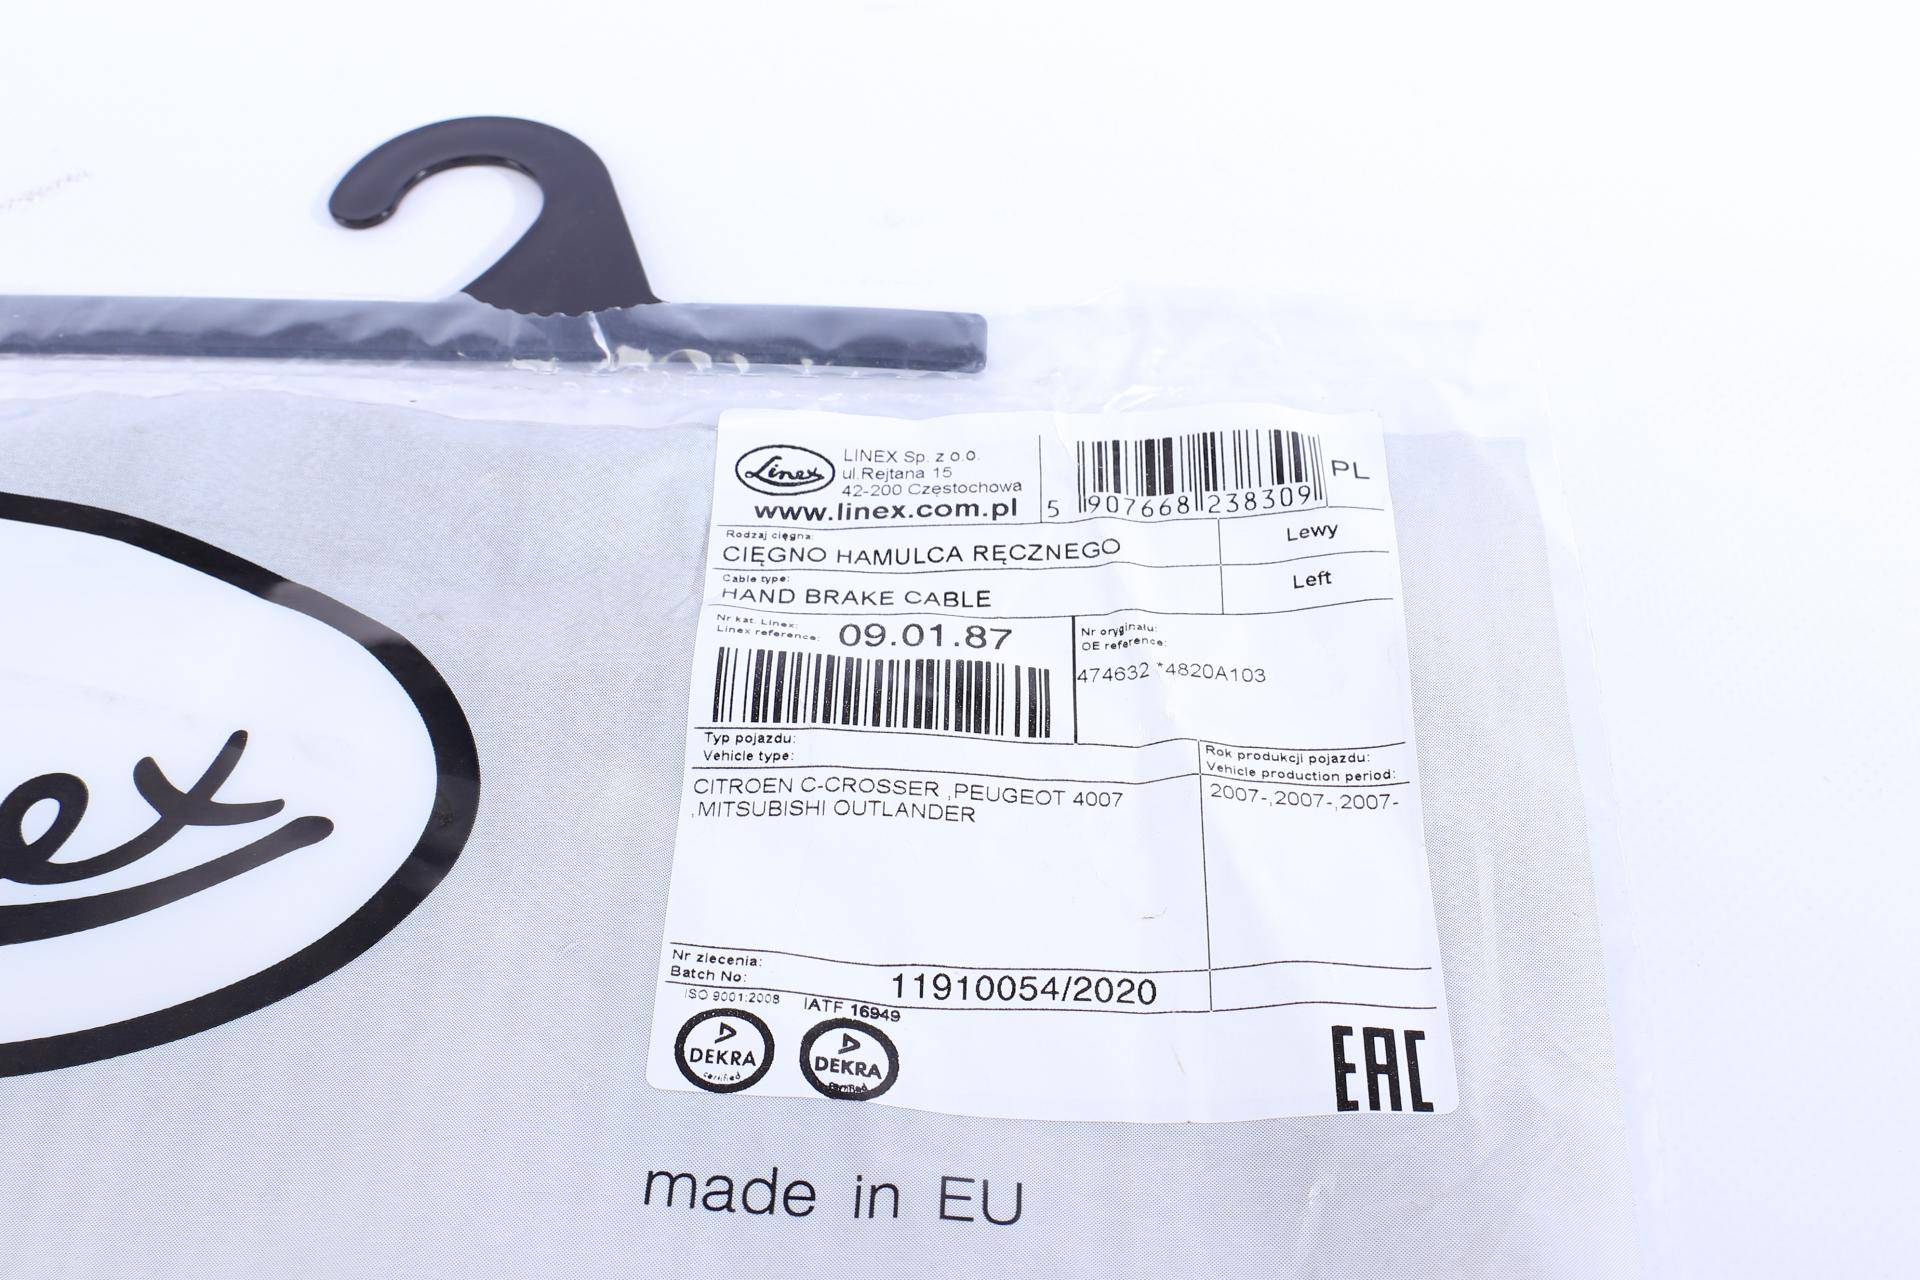 Linex
LINEX Sp. z o.o.
ul.Rejtana 15
42-200 Częstochowa
www.linex.com.pl
5 907668 238309
PL
Rodzaj cięgna:
CIĘGNO HAMULCA RĘCZNEGO
Lewy
Cable type:
HAND BRAKE CABLE
Left
Nr kat. Linex:
Linex reference:
09.01.87
Nr oryginału:
OE reference:
474632 *4820A103
Typ pojazdu:
Vehicle type:
Rok produkcji pojazdu:
Vehicle production period:
CITROEN C-CROSSER ,PEUGEOT 4007
,MITSUBISHI OUTLANDER
2007-,2007-,2007-
Nr zlecenia:
Batch No:
11910054/2020
ISO 9001:2008
IATF 16949
DEKRA
certified
DEKRA
certified
EAC
ex
made in EU